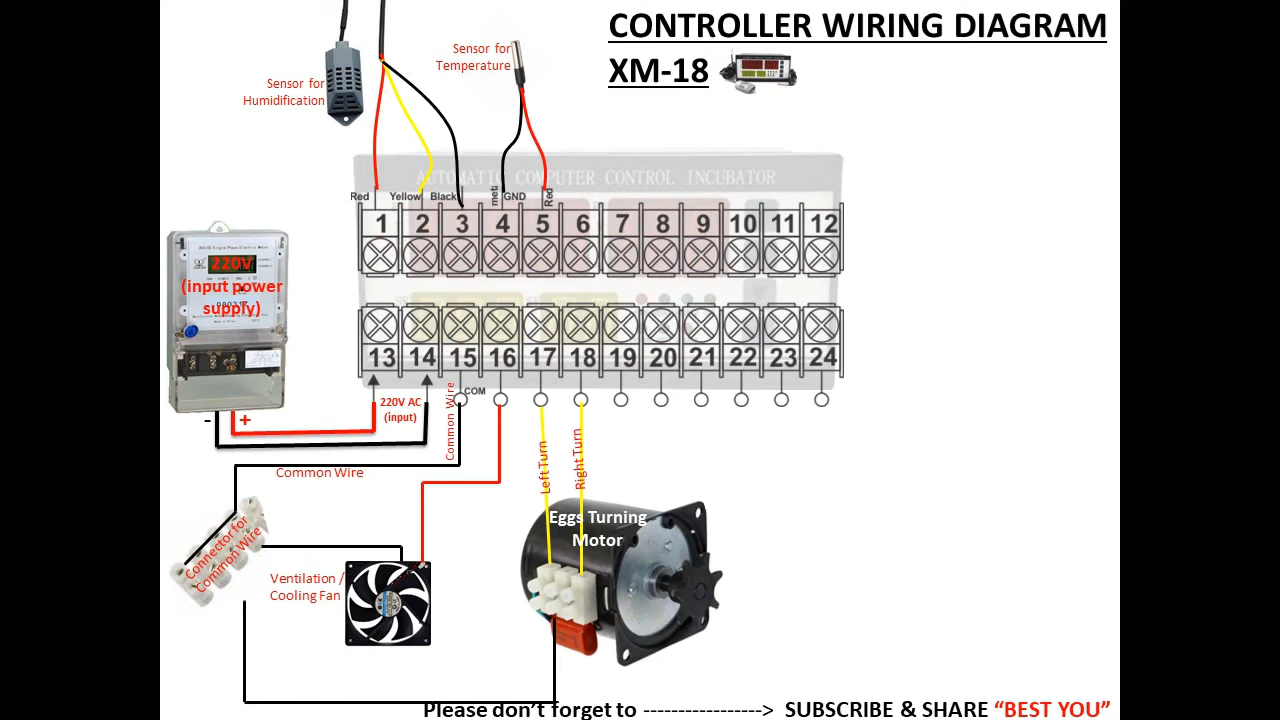 CONTROLLER WIRING DIAGRAM
XM-18
Sensor for
Temperature
Sensor for
Humidification
AUTOMATIC COMPUTER CONTROL INCUBATOR
Red Yellow Black GND Red
1 2 3 4 5 6 7 8 9 10 11 12
220V
(input power
supply)
13 14 15 16 17 18 19 20 21 22 23 24
COM
220V AC
(input)
- +
Common Wire
Common Wire
Left Turn
Right Turn
Connector for
Common Wire
Eggs Turning
Motor
Ventilation /
Cooling Fan
Please don't forget to -----------------> SUBSCRIBE & SHARE “BEST YOU”